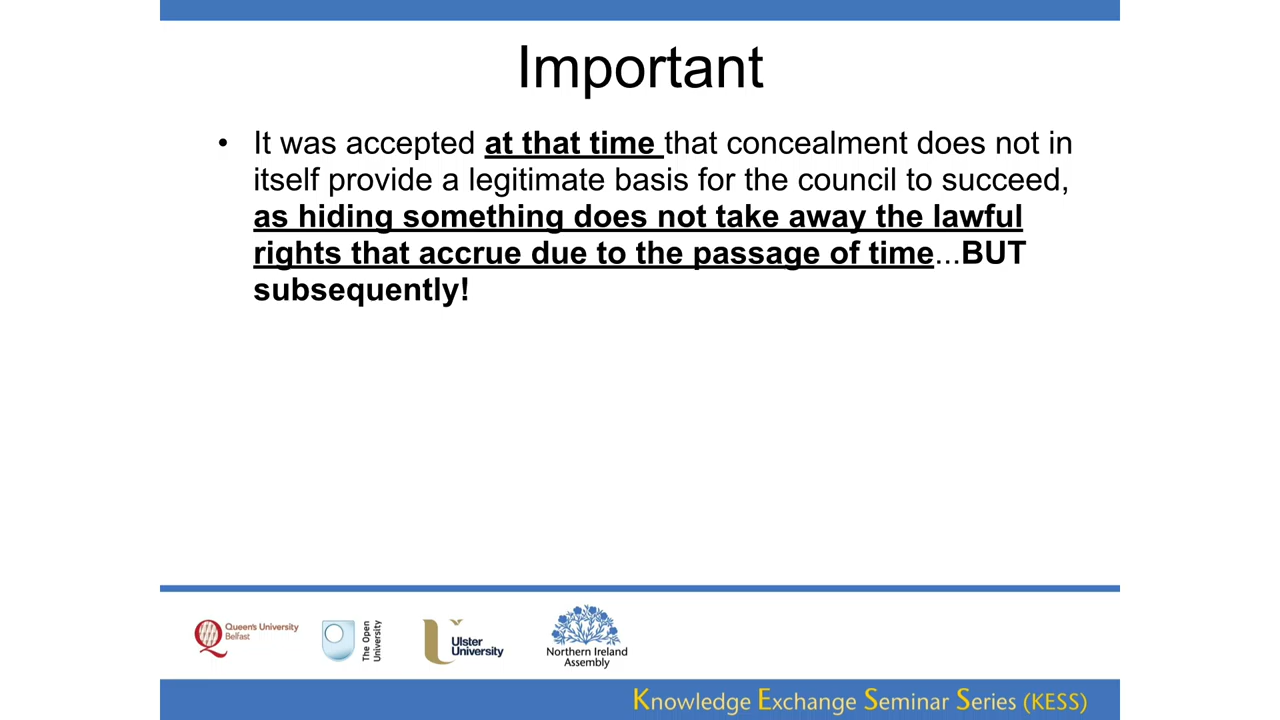 Important
• It was accepted at that time that concealment does not in
itself provide a legitimate basis for the council to succeed,
as hiding something does not take away the lawful
rights that accrue due to the passage of time...BUT
subsequently!
Queen's University
Belfast
The Open
University
Ulster
University
Northern Ireland
Assembly
Knowledge Exchange Seminar Series (KESS)